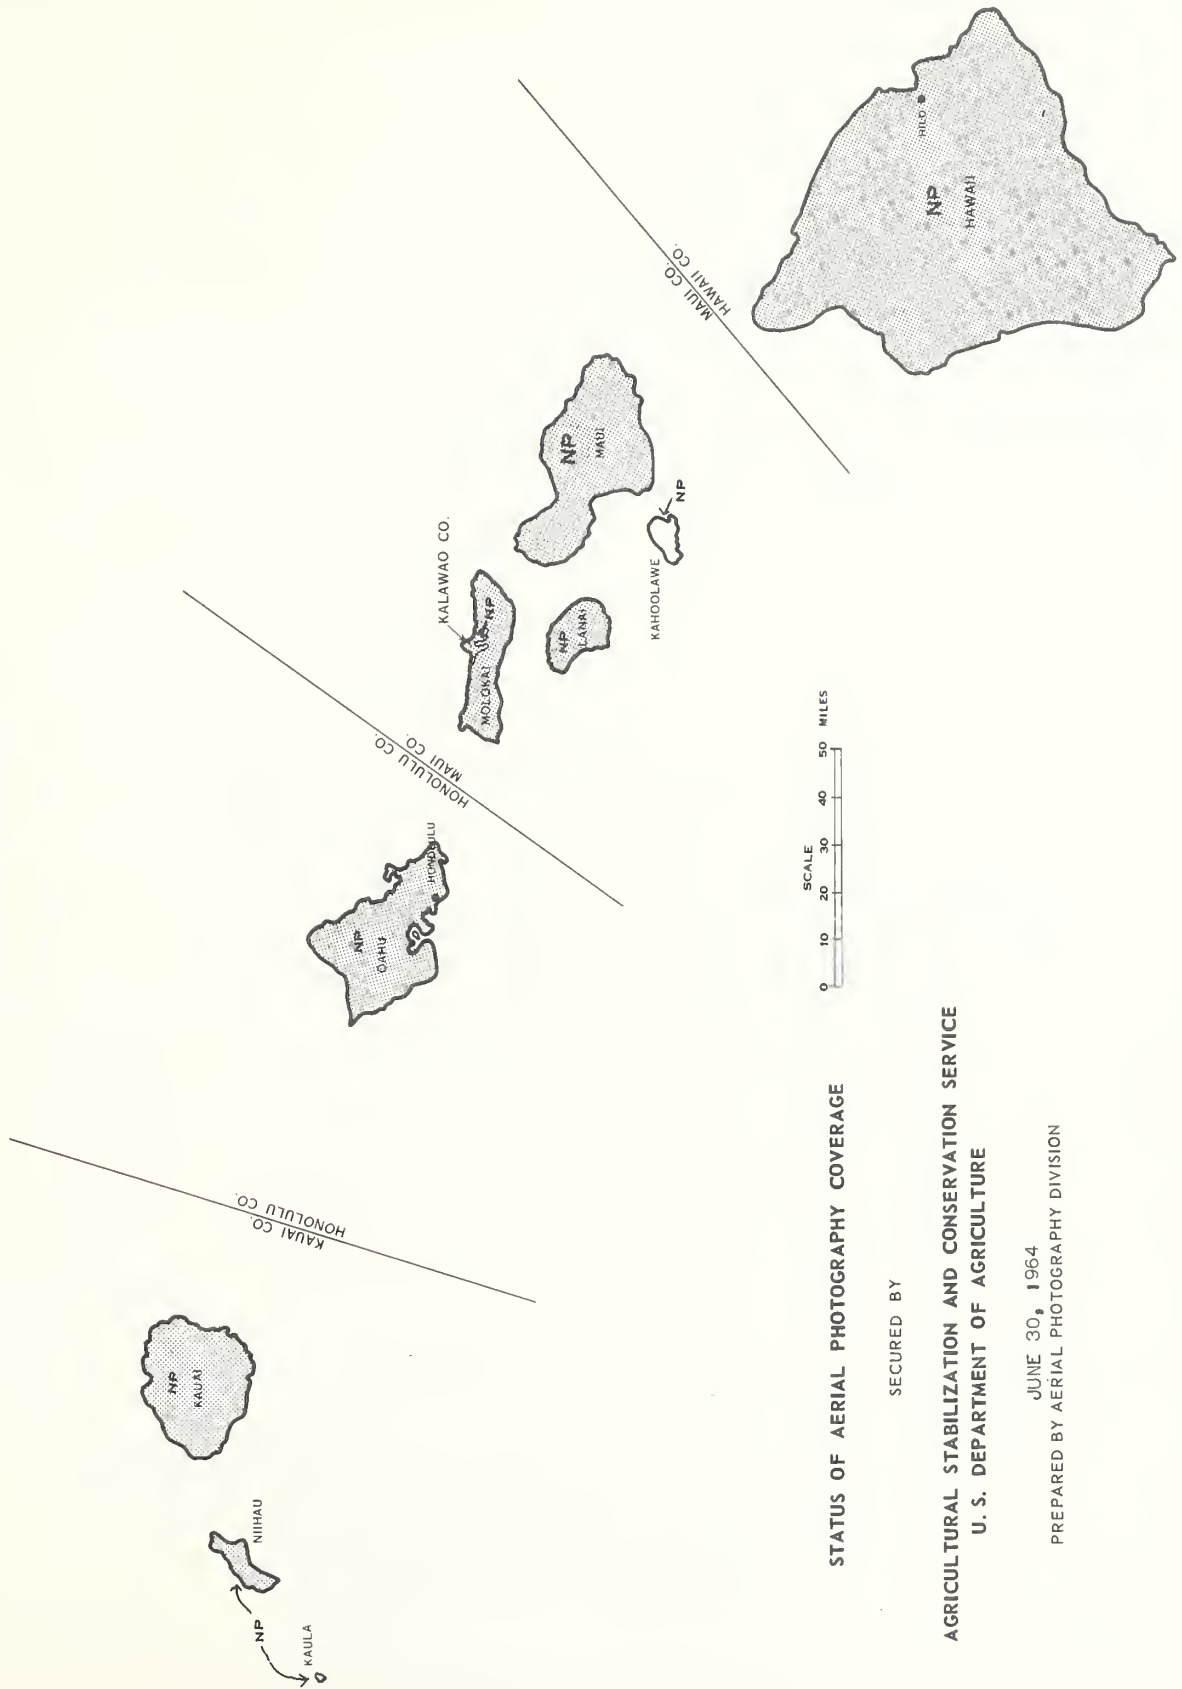 NP
KAULA
NIIHAU
NP
KAUAI
KAUAI CO.
HONOLULU CO.
NP
OAHU
HONOLULU
HONOLULU CO.
MAUI CO.
KALAWAO CO.
MOLOKAI
NP
NP
LANAI
KAHOOLAWE
NP
NP
MAUI
MAUI CO.
HAWAII CO.
NP
HAWAII
HILO
SCALE
0 10 20 30 40 50 MILES
STATUS OF AERIAL PHOTOGRAPHY COVERAGE
SECURED BY
AGRICULTURAL STABILIZATION AND CONSERVATION SERVICE
U. S. DEPARTMENT OF AGRICULTURE
JUNE 30, 1964
PREPARED BY AERIAL PHOTOGRAPHY DIVISION